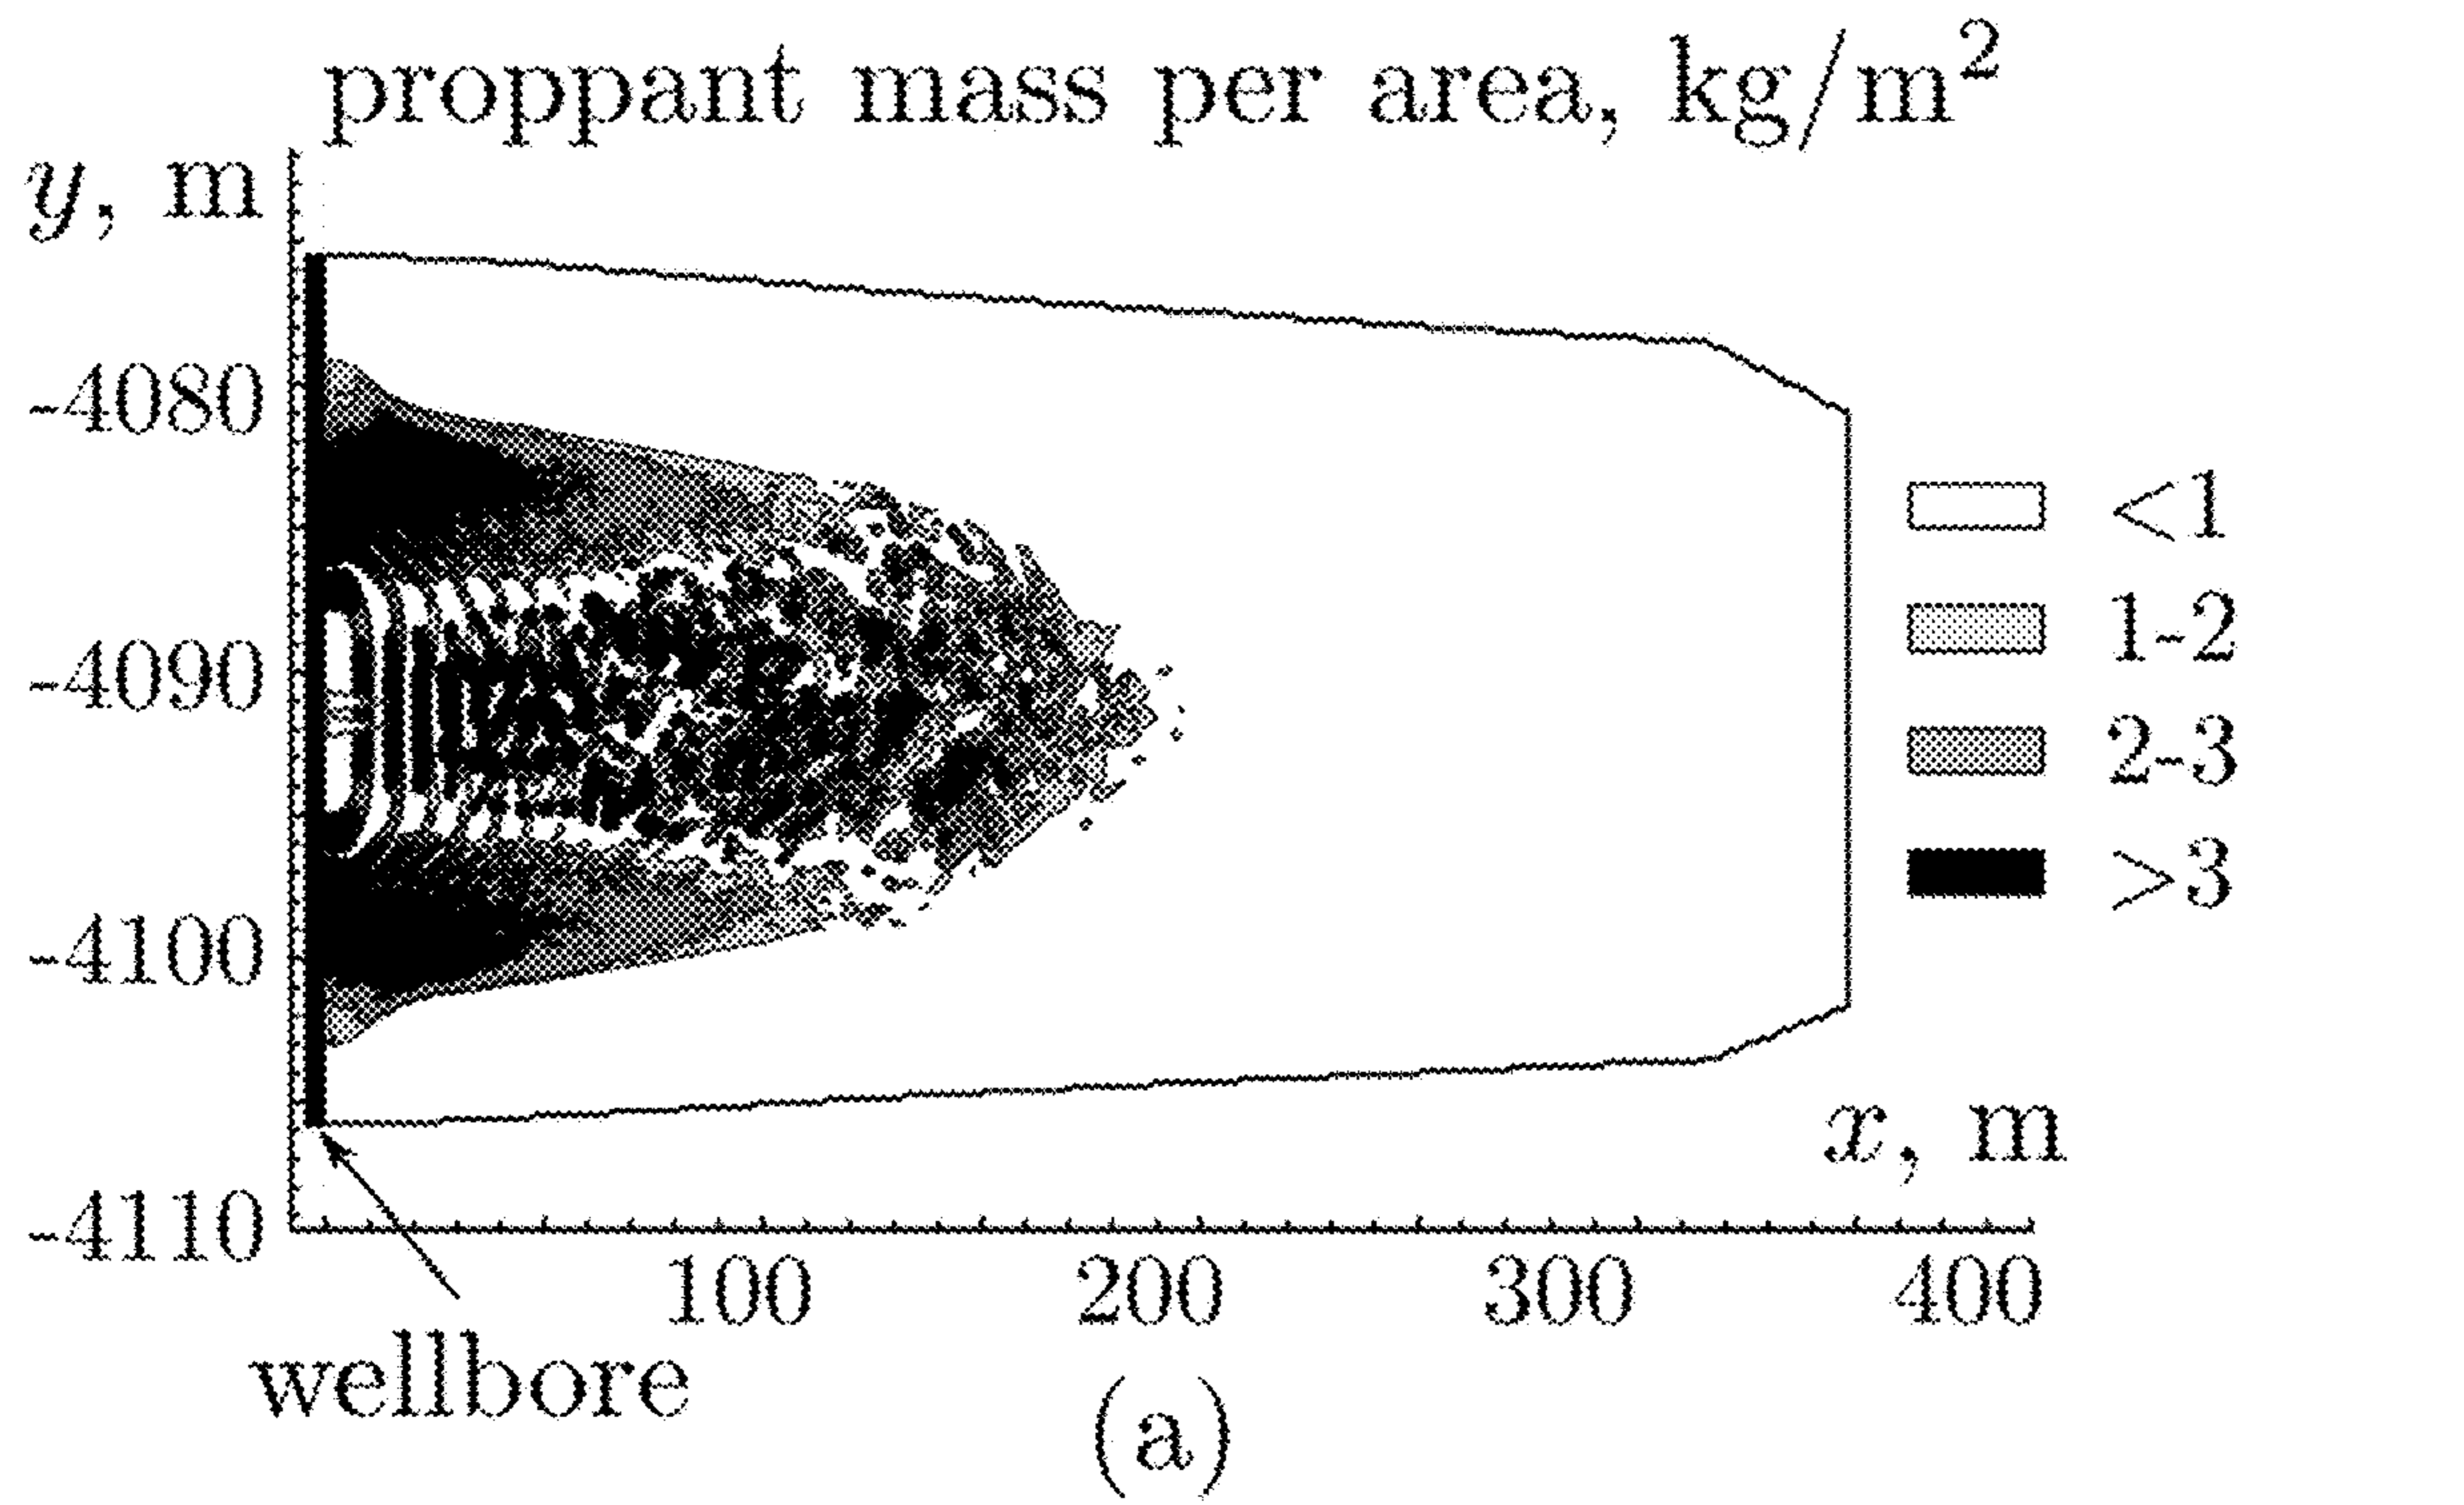 proppant mass per area, kg/m²
y, m
-4080
-4090
-4100
-4110
<1
1-2
2-3
>3
x, m
100 200 300 400
wellbore
(a)